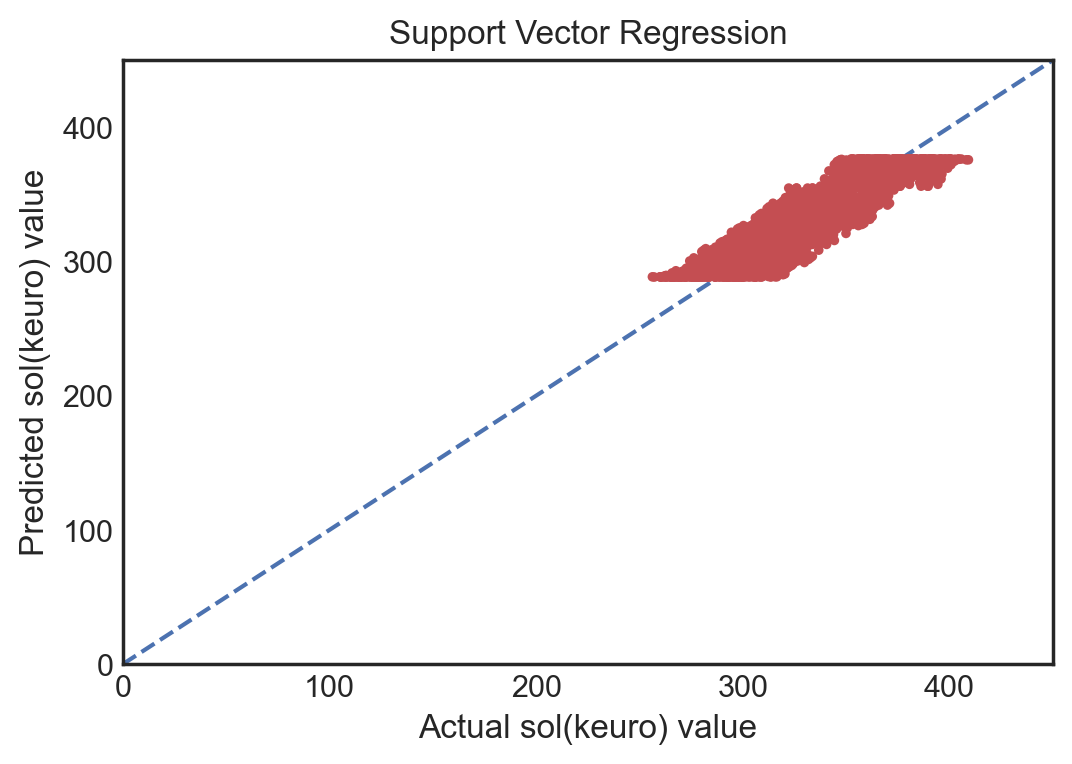 Support Vector Regression
Predicted sol(keuro) value
400
300
200
100
0
0 100 200 300 400
Actual sol(keuro) value